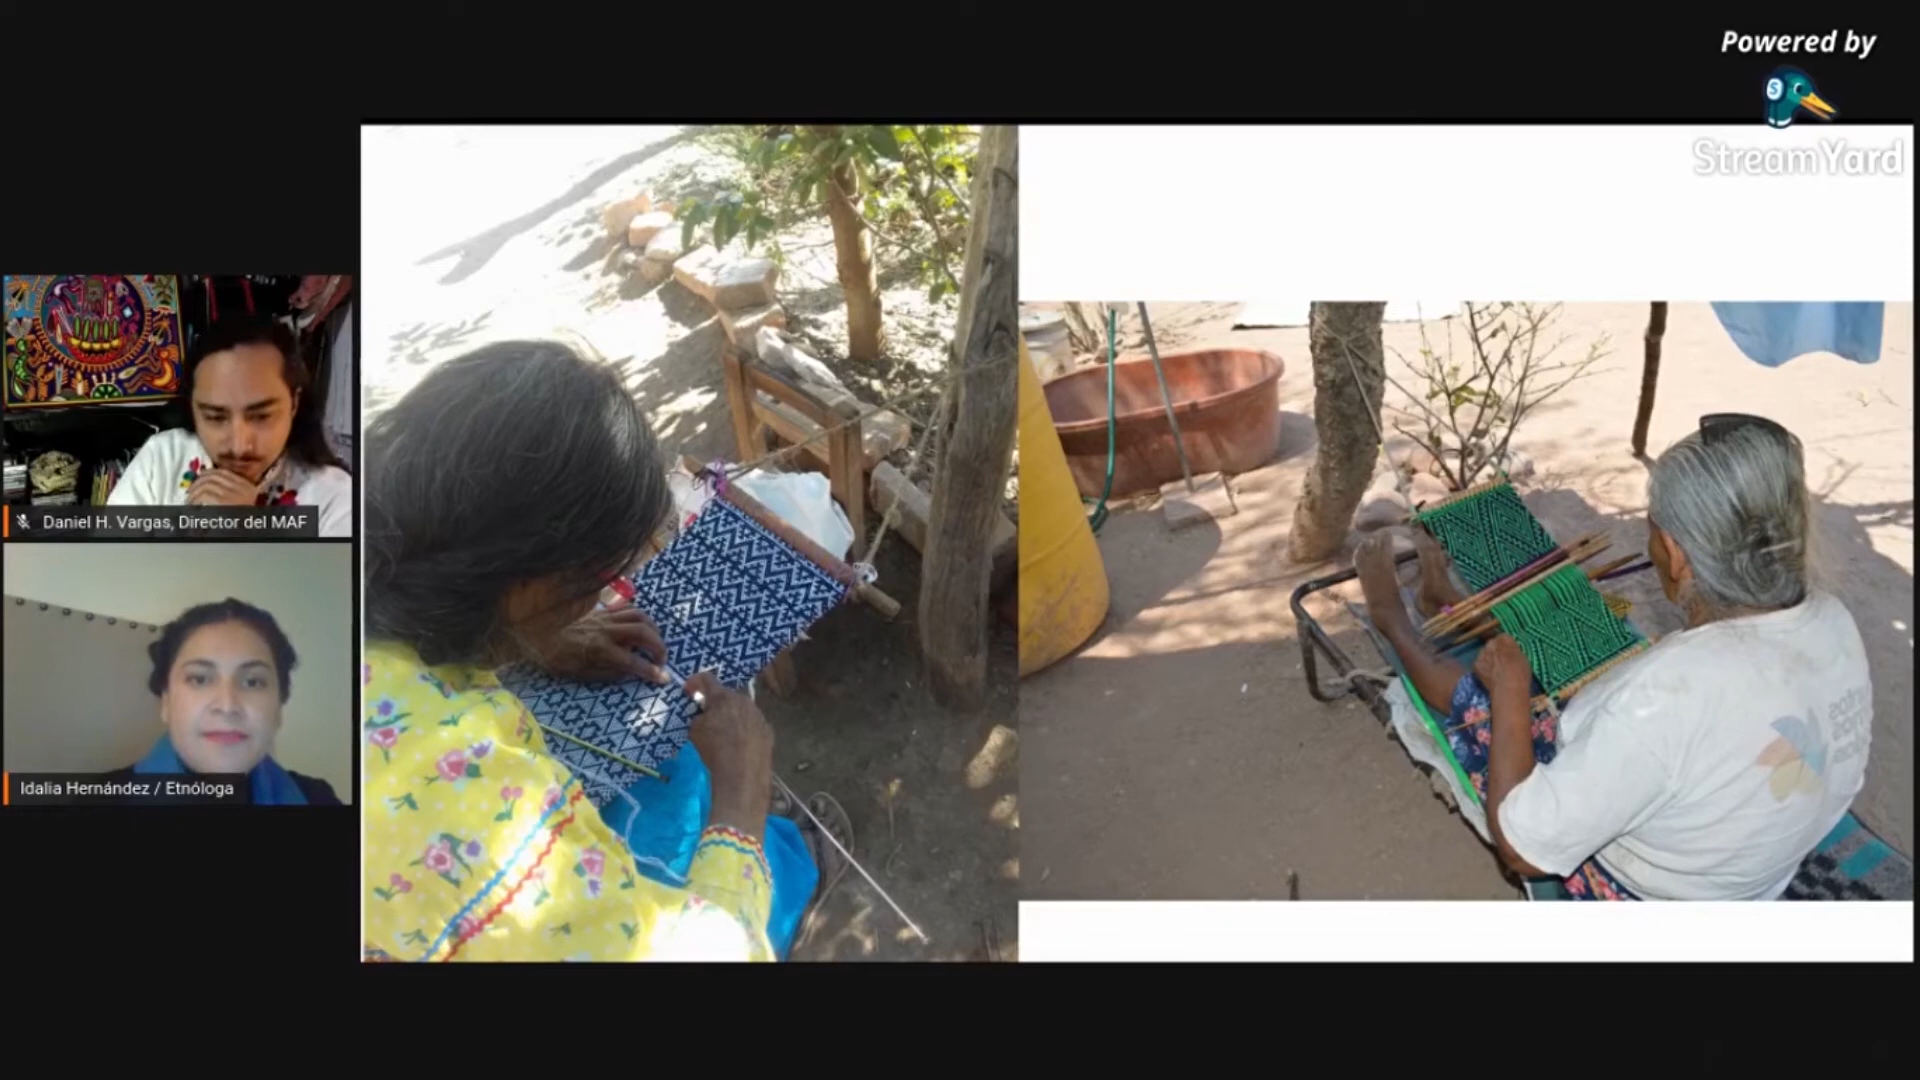 Powered by
S
StreamYard
Daniel H. Vargas, Director del MAF
Idalia Hernández / Etnóloga